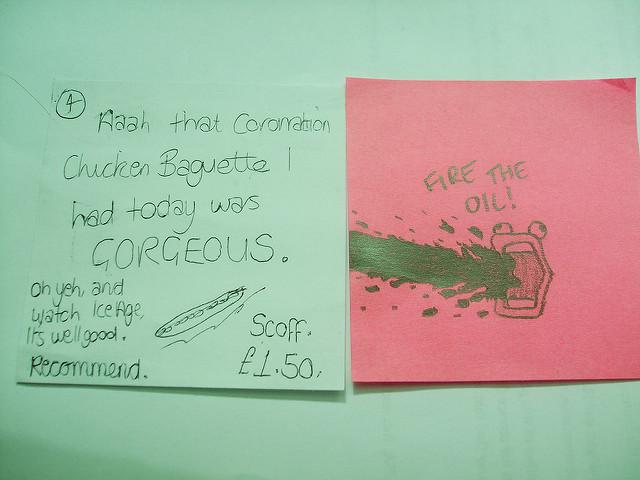 4
Aaah that Coronation
Chicken Baguette I
had today was
GORGEOUS.
Oh yeh, and
watch Ice Age,
it's well good.
Recommend.
Scoff.
£1.50.
FIRE THE
OIL!